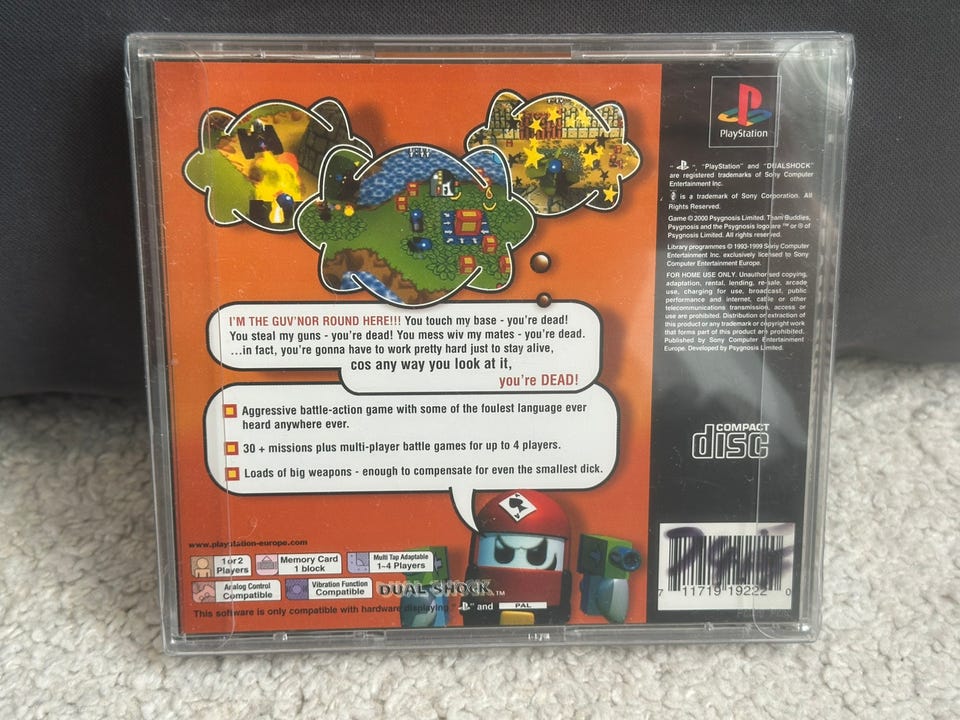 PlayStation
" ", "PlayStation" and "DUALSHOCK"
are registered trademarks of Sony Computer
Entertainment Inc.
is a trademark of Sony Corporation. All
Rights Reserved.
Game © 2000 Psygnosis Limited. Team Buddies,
Psygnosis and the Psygnosis logo are ™ or ® of
Psygnosis Limited. All rights reserved.
Library programmes © 1993-1999 Sony Computer
Entertainment Inc. exclusively licensed to Sony
Computer Entertainment Europe.
FOR HOME USE ONLY. Unauthorised copying,
adaptation, rental, lending, re-sale, arcade
use, charging for use, broadcast, public
performance and internet, cable or other
telecommunications transmission, access or
use are prohibited. Distribution or extraction of
this product or any trademark or copyright work
that forms part of this product are prohibited.
Published by Sony Computer Entertainment
Europe. Developed by Psygnosis Limited.
I'M THE GUV'NOR ROUND HERE!!! You touch my base - you're dead!
You steal my guns - you're dead! You mess wiv my mates - you're dead.
...in fact, you're gonna have to work pretty hard just to stay alive,
cos any way you look at it,
you're DEAD!
Aggressive battle-action game with some of the foulest language ever
heard anywhere ever.
30 + missions plus multi-player battle games for up to 4 players.
Loads of big weapons - enough to compensate for even the smallest dick.
COMPACT
disc
www.playstation-europe.com
1 or 2
Players
Memory Card
1 block
Multi Tap Adaptable
1-4 Players
Analog Control
Compatible
Vibration Function
Compatible
DUAL SHOCK™
This software is only compatible with hardware displaying " " and PAL
7 11719 19222 0